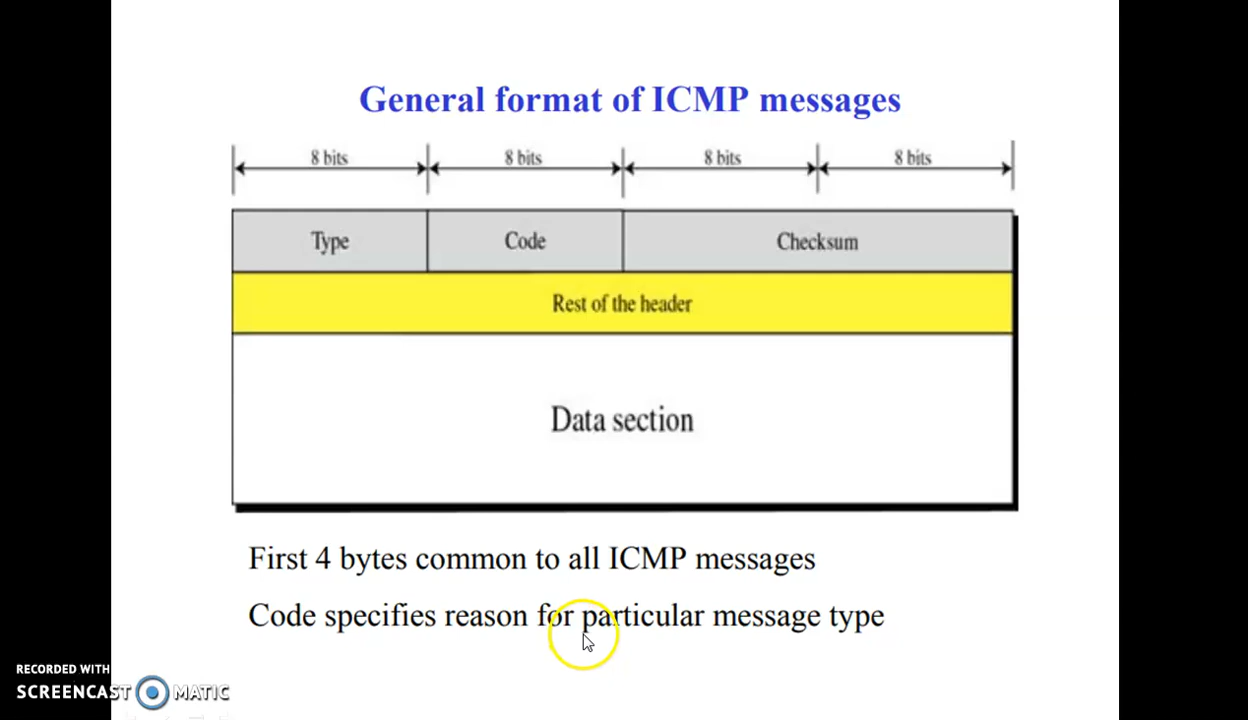 General format of ICMP messages
8 bits 8 bits 8 bits 8 bits
Type Code Checksum
Rest of the header
Data section
First 4 bytes common to all ICMP messages
Code specifies reason for particular message type
RECORDED WITH
SCREENCAST MATIC